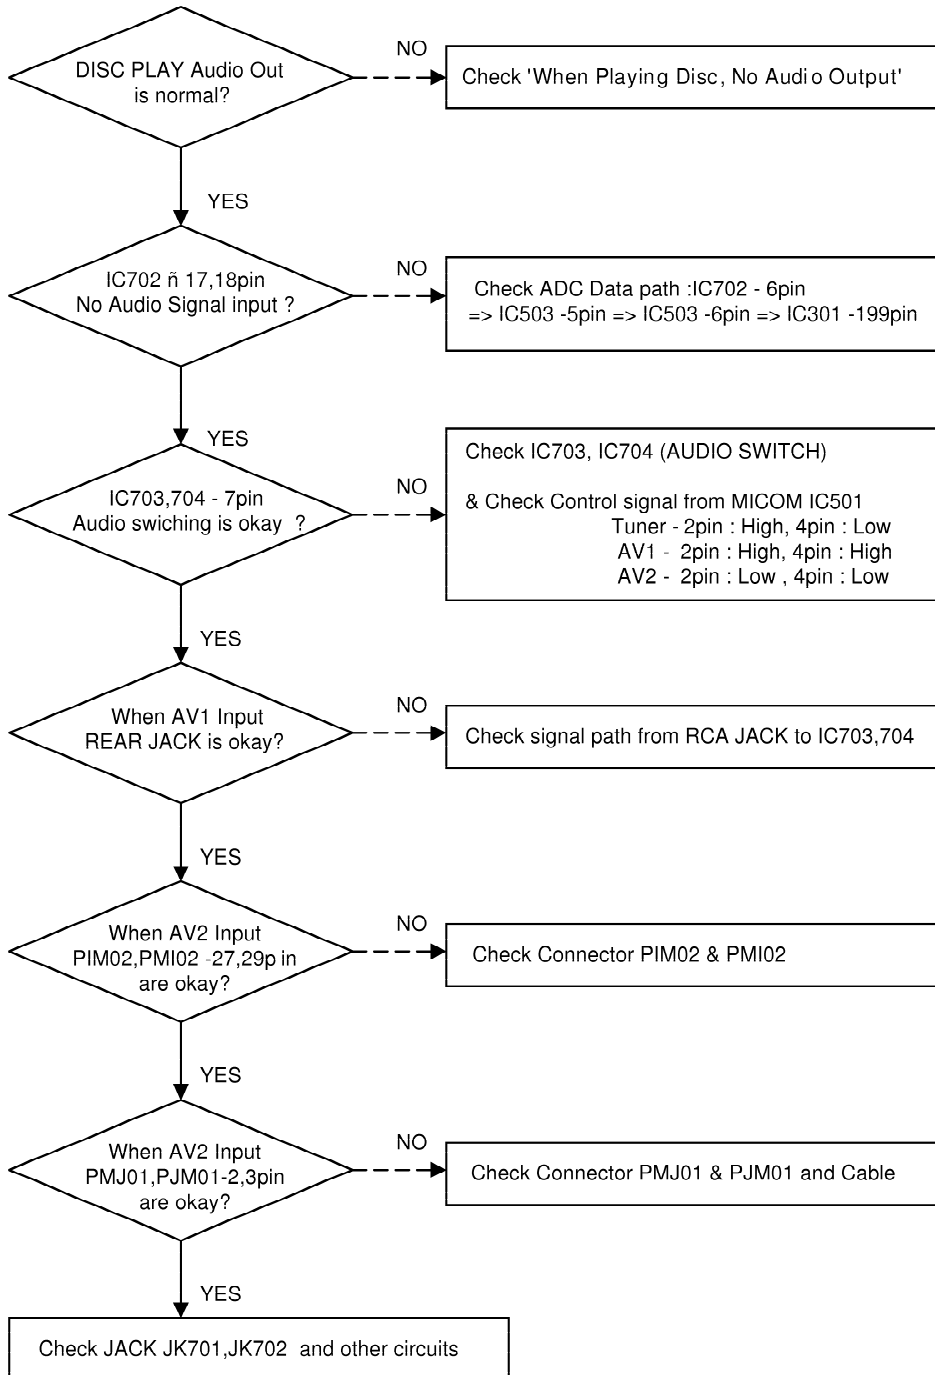 DISC PLAY Audio Out
is normal?
NO
Check 'When Playing Disc, No Audio Output'
YES
IC702 ñ 17,18pin
No Audio Signal input ?
NO
Check ADC Data path :IC702 - 6pin
=> IC503 -5pin => IC503 -6pin => IC301 -199pin
YES
IC703,704 - 7pin
Audio swiching is okay ?
NO
Check IC703, IC704 (AUDIO SWITCH)
& Check Control signal from MICOM IC501
Tuner - 2pin : High, 4pin : Low
AV1 - 2pin : High, 4pin : High
AV2 - 2pin : Low , 4pin : Low
YES
When AV1 Input
REAR JACK is okay?
NO
Check signal path from RCA JACK to IC703,704
YES
When AV2 Input
PIM02,PMI02 -27,29p in
are okay?
NO
Check Connector PIM02 & PMI02
YES
When AV2 Input
PMJ01,PJM01-2,3pin
are okay?
NO
Check Connector PMJ01 & PJM01 and Cable
YES
Check JACK JK701,JK702 and other circuits